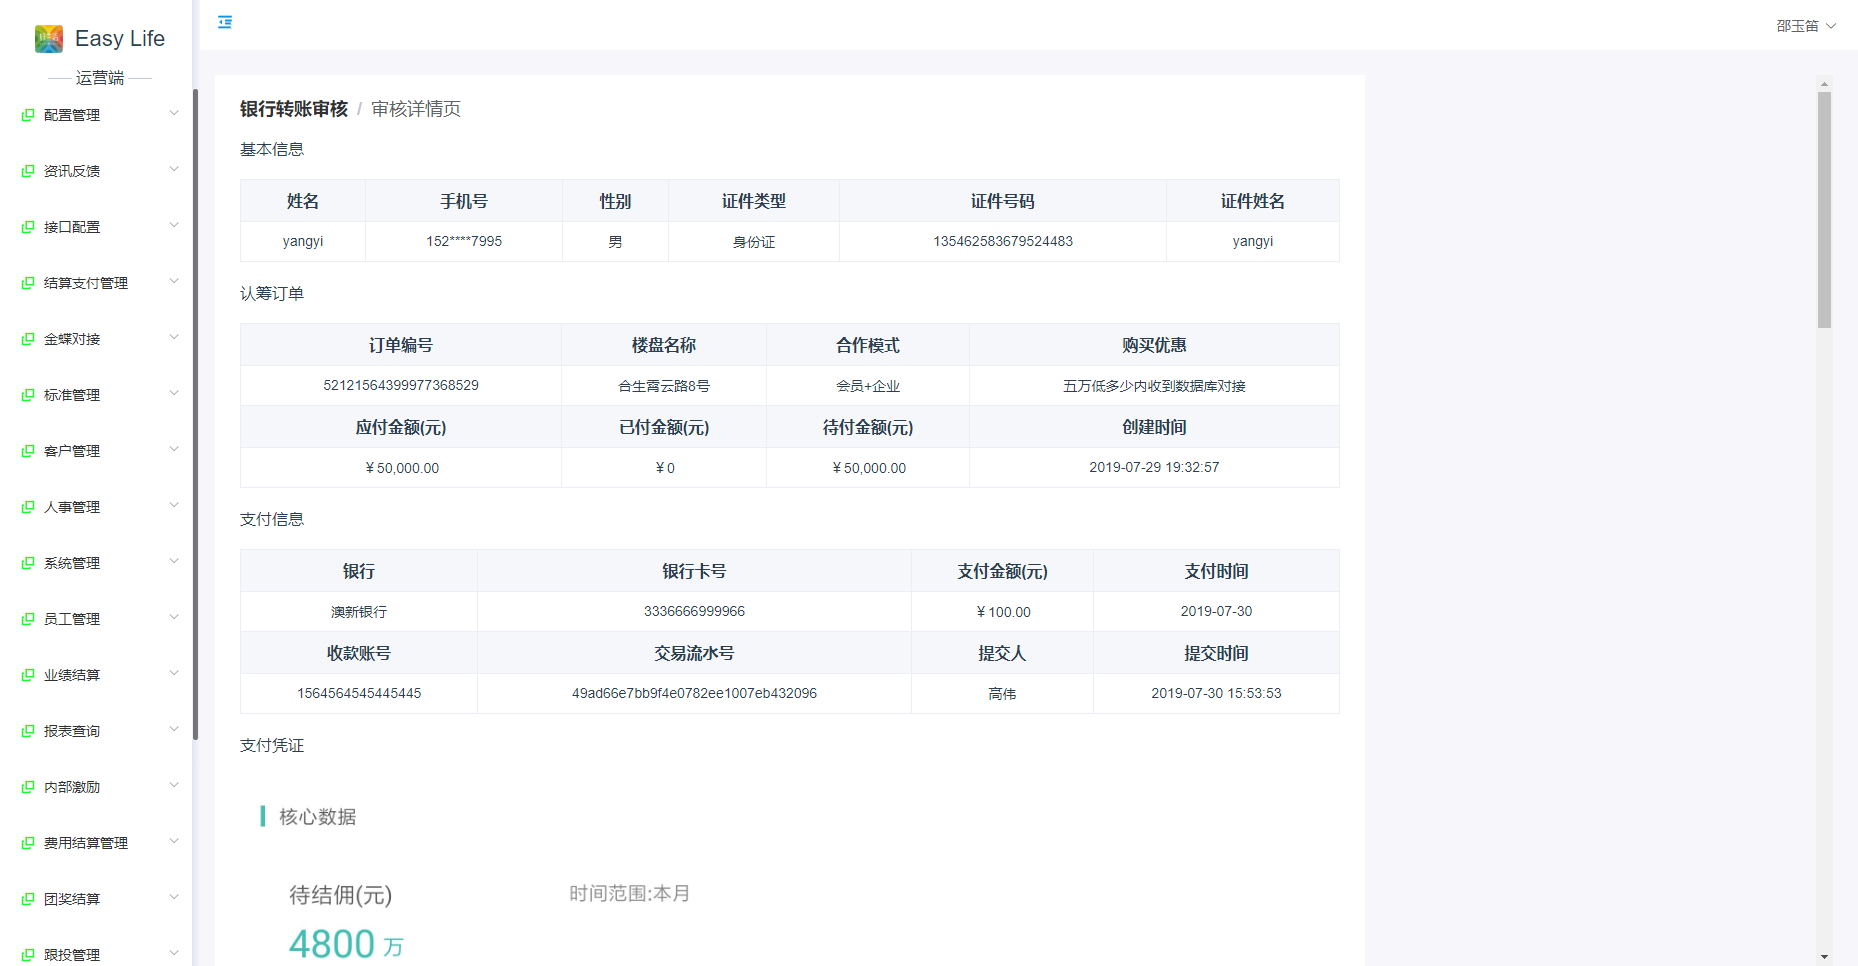 Easy Life
运营端
配置管理
资讯反馈
接口配置
结算支付管理
金蝶对接
标准管理
客户管理
人事管理
系统管理
员工管理
业绩结算
报表查询
内部激励
费用结算管理
团奖结算
跟投管理
邵玉笛
银行转账审核 / 审核详情页
基本信息
姓名 手机号 性别 证件类型 证件号码 证件姓名
yangyi 152****7995 男 身份证 135462583679524483 yangyi
认筹订单
订单编号 楼盘名称 合作模式 购买优惠
52121564399977368529 合生霄云路8号 会员+企业 五万低多少内收到数据库对接
应付金额(元) 已付金额(元) 待付金额(元) 创建时间
¥50,000.00 ¥0 ¥50,000.00 2019-07-29 19:32:57
支付信息
银行 银行卡号 支付金额(元) 支付时间
澳新银行 3336666999966 ¥100.00 2019-07-30
收款账号 交易流水号 提交人 提交时间
1564564545445445 49ad66e7bb9f4e0782ee1007eb432096 高伟 2019-07-30 15:53:53
支付凭证
核心数据
待结佣(元) 时间范围:本月
4800 万